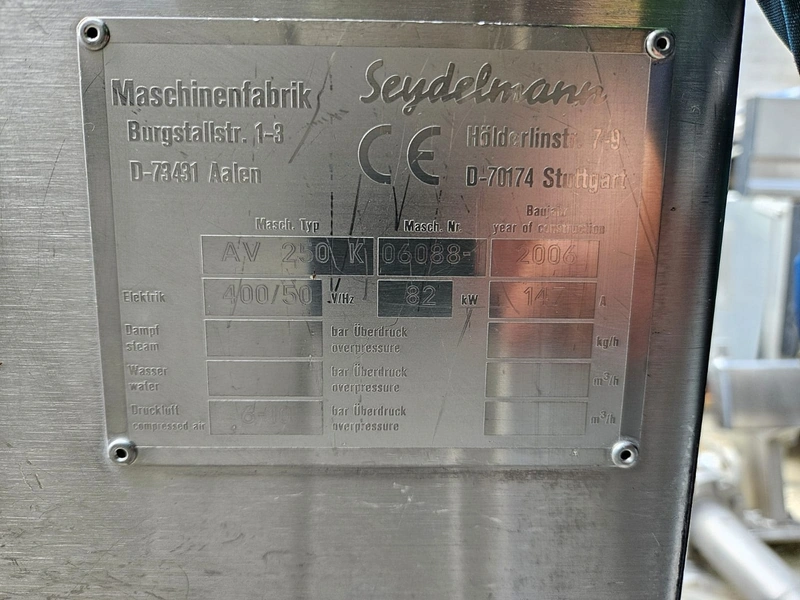 Maschinenfabrik Seydelmann
Burgstallstr. 1-3 CE Hölderlinstr. 7-9
D-73431 Aalen D-70174 Stuttgart
Masch. Typ Masch. Nr. Baujahr
year of construction
AV 250 K 06088- 2006
Elektrik 400/50 V/Hz 82 kW A
Dampf bar Überdruck kg/h
steam overpressure
Wasser bar Überdruck m³/h
water overpressure
Druckluft bar Überdruck m³/h
compressed air overpressure